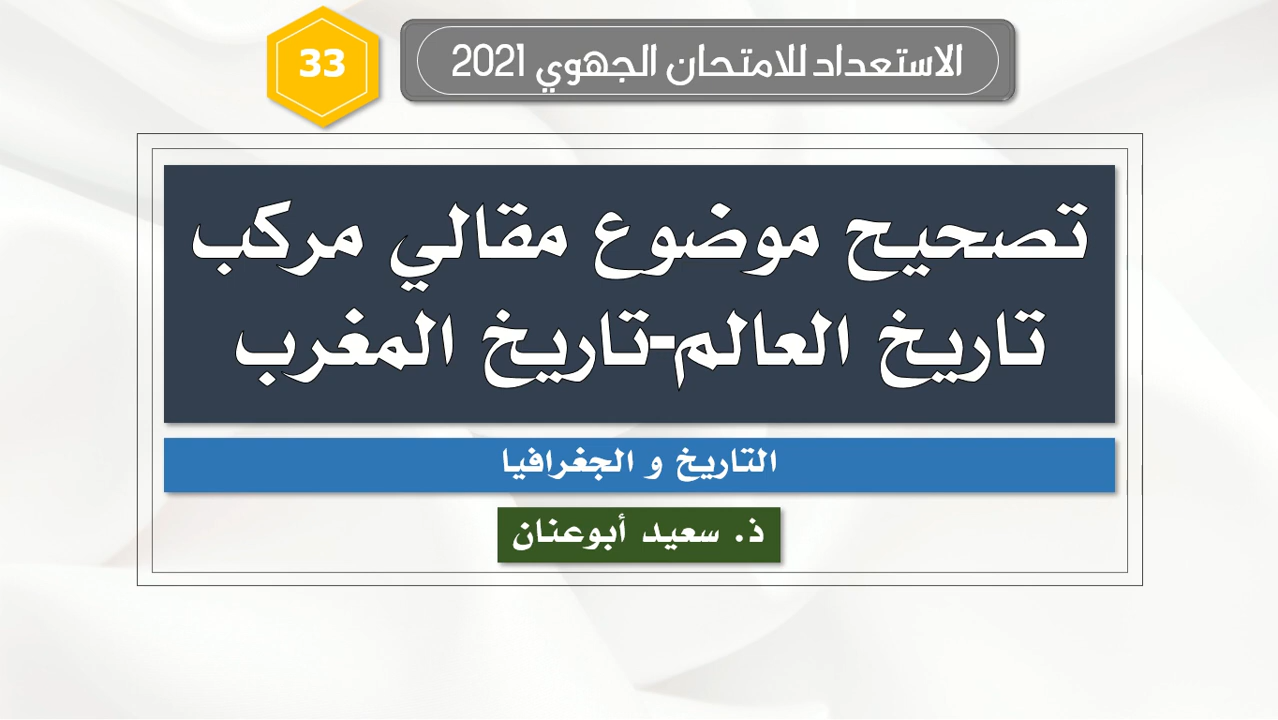 الاستعداد للامتحان الجهوي 2021
33
تصحيح موضوع مقالي مركب
تاريخ العالم-تاريخ المغرب
التاريخ و الجغرافيا
ذ. سعيد أبوعنان